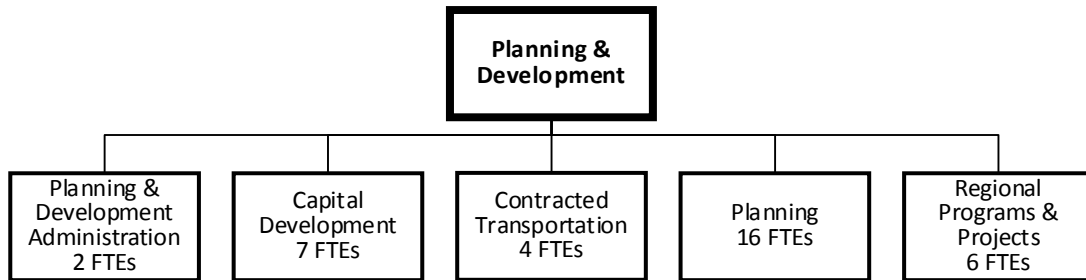 Planning &
Development
Planning &
Development
Administration
2 FTEs
Capital
Development
7 FTEs
Contracted
Transportation
4 FTEs
Planning
16 FTEs
Regional
Programs &
Projects
6 FTEs